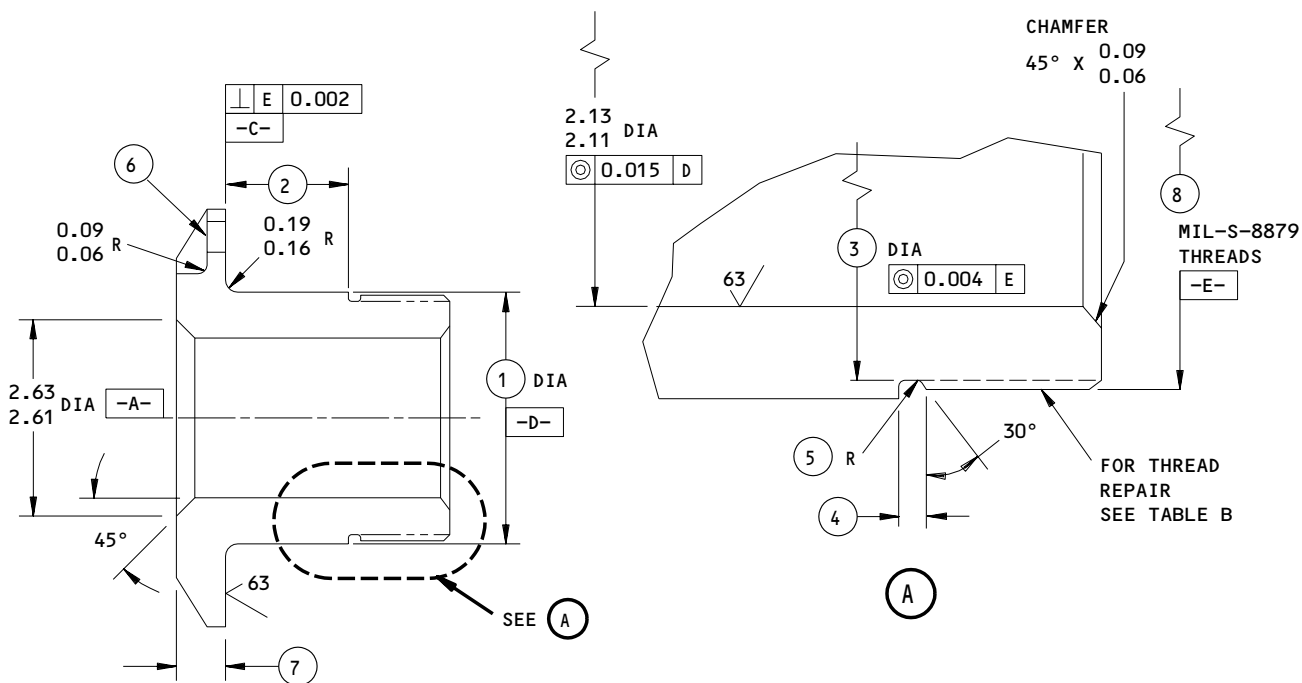 ⊥ E 0.002
-C-
6
2
0.09
0.06 R
0.19
0.16 R
2.63
2.61 DIA
-A-
1 DIA
-D-
45°
63
SEE A
7
2.13
2.11 DIA
◎ 0.015 D
CHAMFER
45° X 0.09
0.06
8
MIL-S-8879
THREADS
-E-
3 DIA
◎ 0.004 E
63
5 R
30°
4
FOR THREAD
REPAIR
SEE TABLE B
A